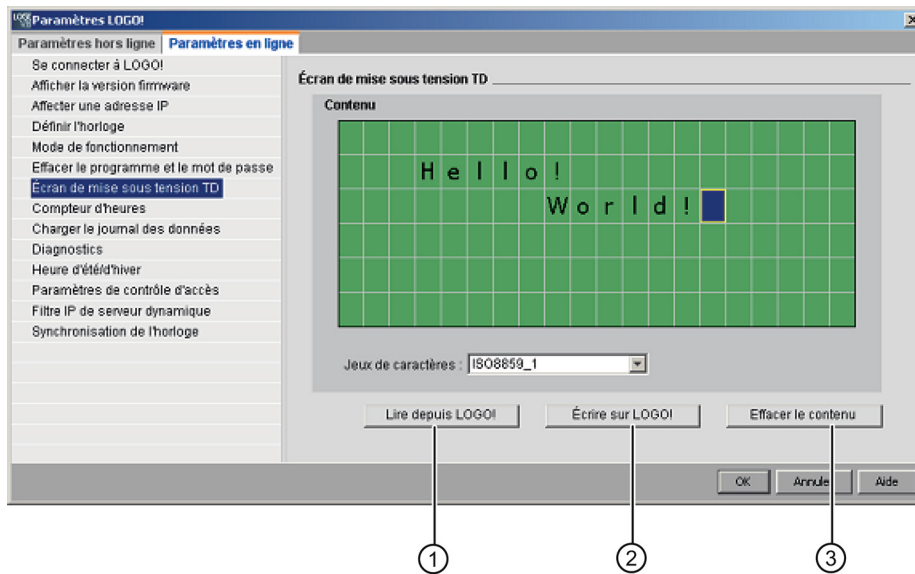 Paramètres LOGO!
Paramètres hors ligne
Paramètres en ligne
Se connecter à LOGO!
Afficher la version firmware
Affecter une adresse IP
Définir l'horloge
Mode de fonctionnement
Effacer le programme et le mot de passe
Écran de mise sous tension TD
Compteur d'heures
Charger le journal des données
Diagnostics
Heure d'été/d'hiver
Paramètres de contrôle d'accès
Filtre IP de serveur dynamique
Synchronisation de l'horloge
Écran de mise sous tension TD
Contenu
Hello!
World!
Jeux de caractères : ISO8859_1
Lire depuis LOGO!
Écrire sur LOGO!
Effacer le contenu
OK
Annuler
Aide
1
2
3